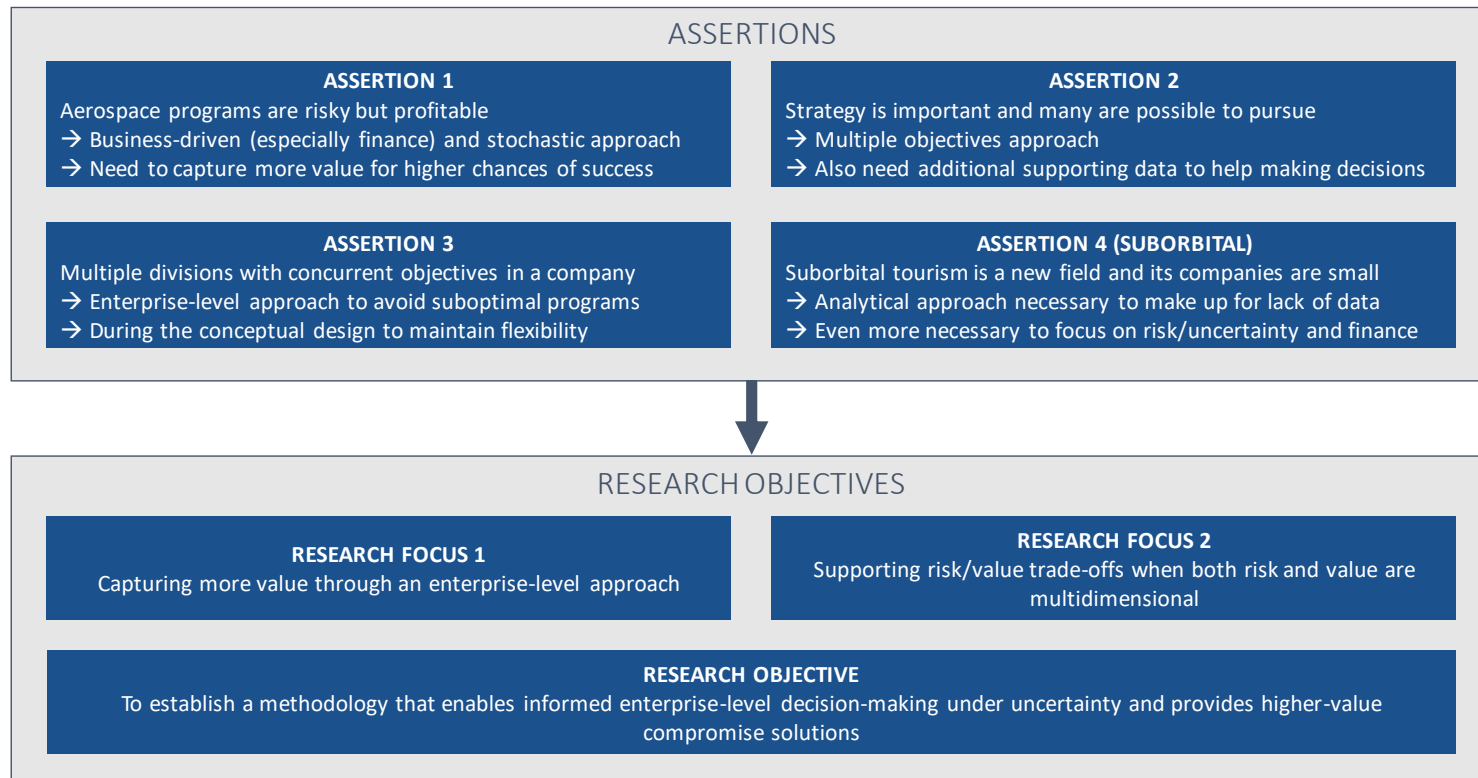 ASSERTIONS
ASSERTION 1
Aerospace programs are risky but profitable
→ Business-driven (especially finance) and stochastic approach
→ Need to capture more value for higher chances of success
ASSERTION 2
Strategy is important and many are possible to pursue
→ Multiple objectives approach
→ Also need additional supporting data to help making decisions
ASSERTION 3
Multiple divisions with concurrent objectives in a company
→ Enterprise-level approach to avoid suboptimal programs
→ During the conceptual design to maintain flexibility
ASSERTION 4 (SUBORBITAL)
Suborbital tourism is a new field and its companies are small
→ Analytical approach necessary to make up for lack of data
→ Even more necessary to focus on risk/uncertainty and finance
RESEARCH OBJECTIVES
RESEARCH FOCUS 1
Capturing more value through an enterprise-level approach
RESEARCH FOCUS 2
Supporting risk/value trade-offs when both risk and value are
multidimensional
RESEARCH OBJECTIVE
To establish a methodology that enables informed enterprise-level decision-making under uncertainty and provides higher-value
compromise solutions